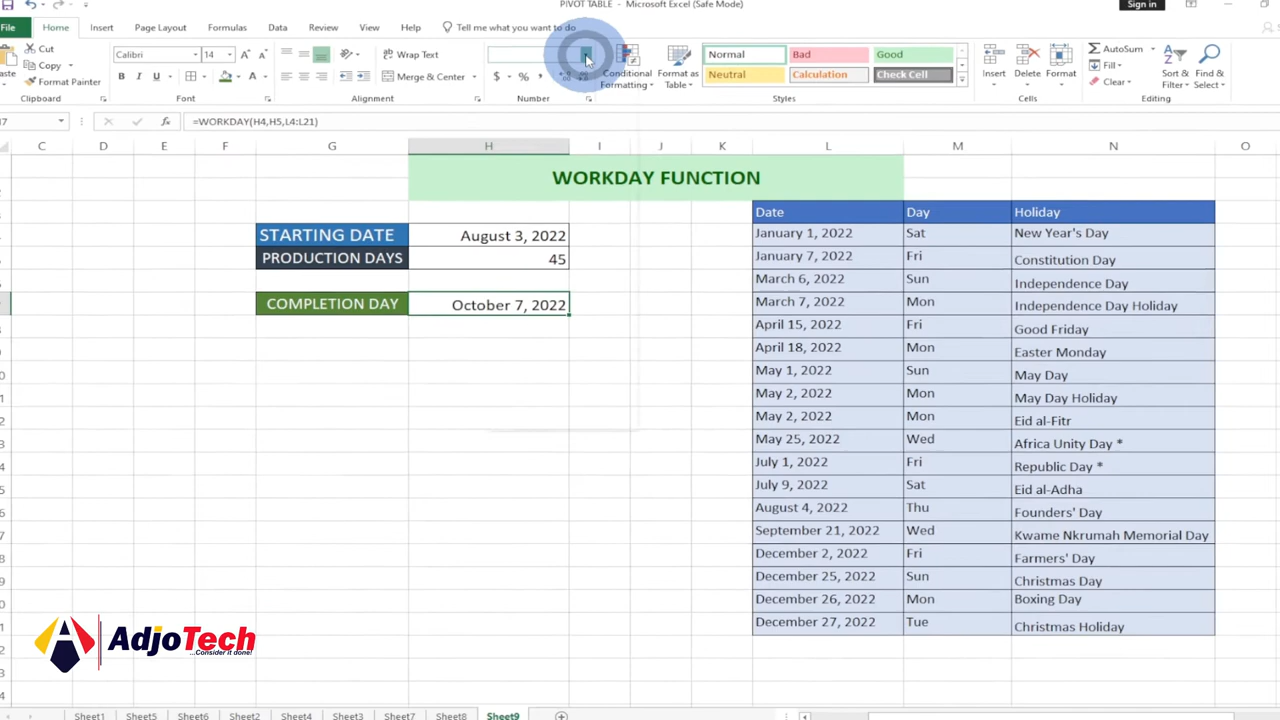 PIVOT TABLE - Microsoft Excel (Safe Mode)
Sign in
File Home Insert Page Layout Formulas Data Review View Help Tell me what you want to do
Cut
Copy
Format Painter
Clipboard
Calibri 14
B I U
Font
Wrap Text
Merge & Center
Alignment
$ % ,
Number
Conditional Formatting
Format as Table
Normal Bad Good
Neutral Calculation Check Cell
Styles
Insert Delete Format
Cells
AutoSum
Fill
Clear
Sort & Filter
Find & Select
Editing
=WORKDAY(H4,H5,L4:L21)
C D E F G H I J K L M N O
WORKDAY FUNCTION
STARTING DATE August 3, 2022
PRODUCTION DAYS 45
COMPLETION DAY October 7, 2022
Date Day Holiday
January 1, 2022 Sat New Year's Day
January 7, 2022 Fri Constitution Day
March 6, 2022 Sun Independence Day
March 7, 2022 Mon Independence Day Holiday
April 15, 2022 Fri Good Friday
April 18, 2022 Mon Easter Monday
May 1, 2022 Sun May Day
May 2, 2022 Mon May Day Holiday
May 2, 2022 Mon Eid al-Fitr
May 25, 2022 Wed Africa Unity Day *
July 1, 2022 Fri Republic Day *
July 9, 2022 Sat Eid al-Adha
August 4, 2022 Thu Founders' Day
September 21, 2022 Wed Kwame Nkrumah Memorial Day
December 2, 2022 Fri Farmers' Day
December 25, 2022 Sun Christmas Day
December 26, 2022 Mon Boxing Day
December 27, 2022 Tue Christmas Holiday
AdjoTech
...Consider it done!
Sheet1 Sheet5 Sheet6 Sheet2 Sheet4 Sheet3 Sheet7 Sheet8 Sheet9